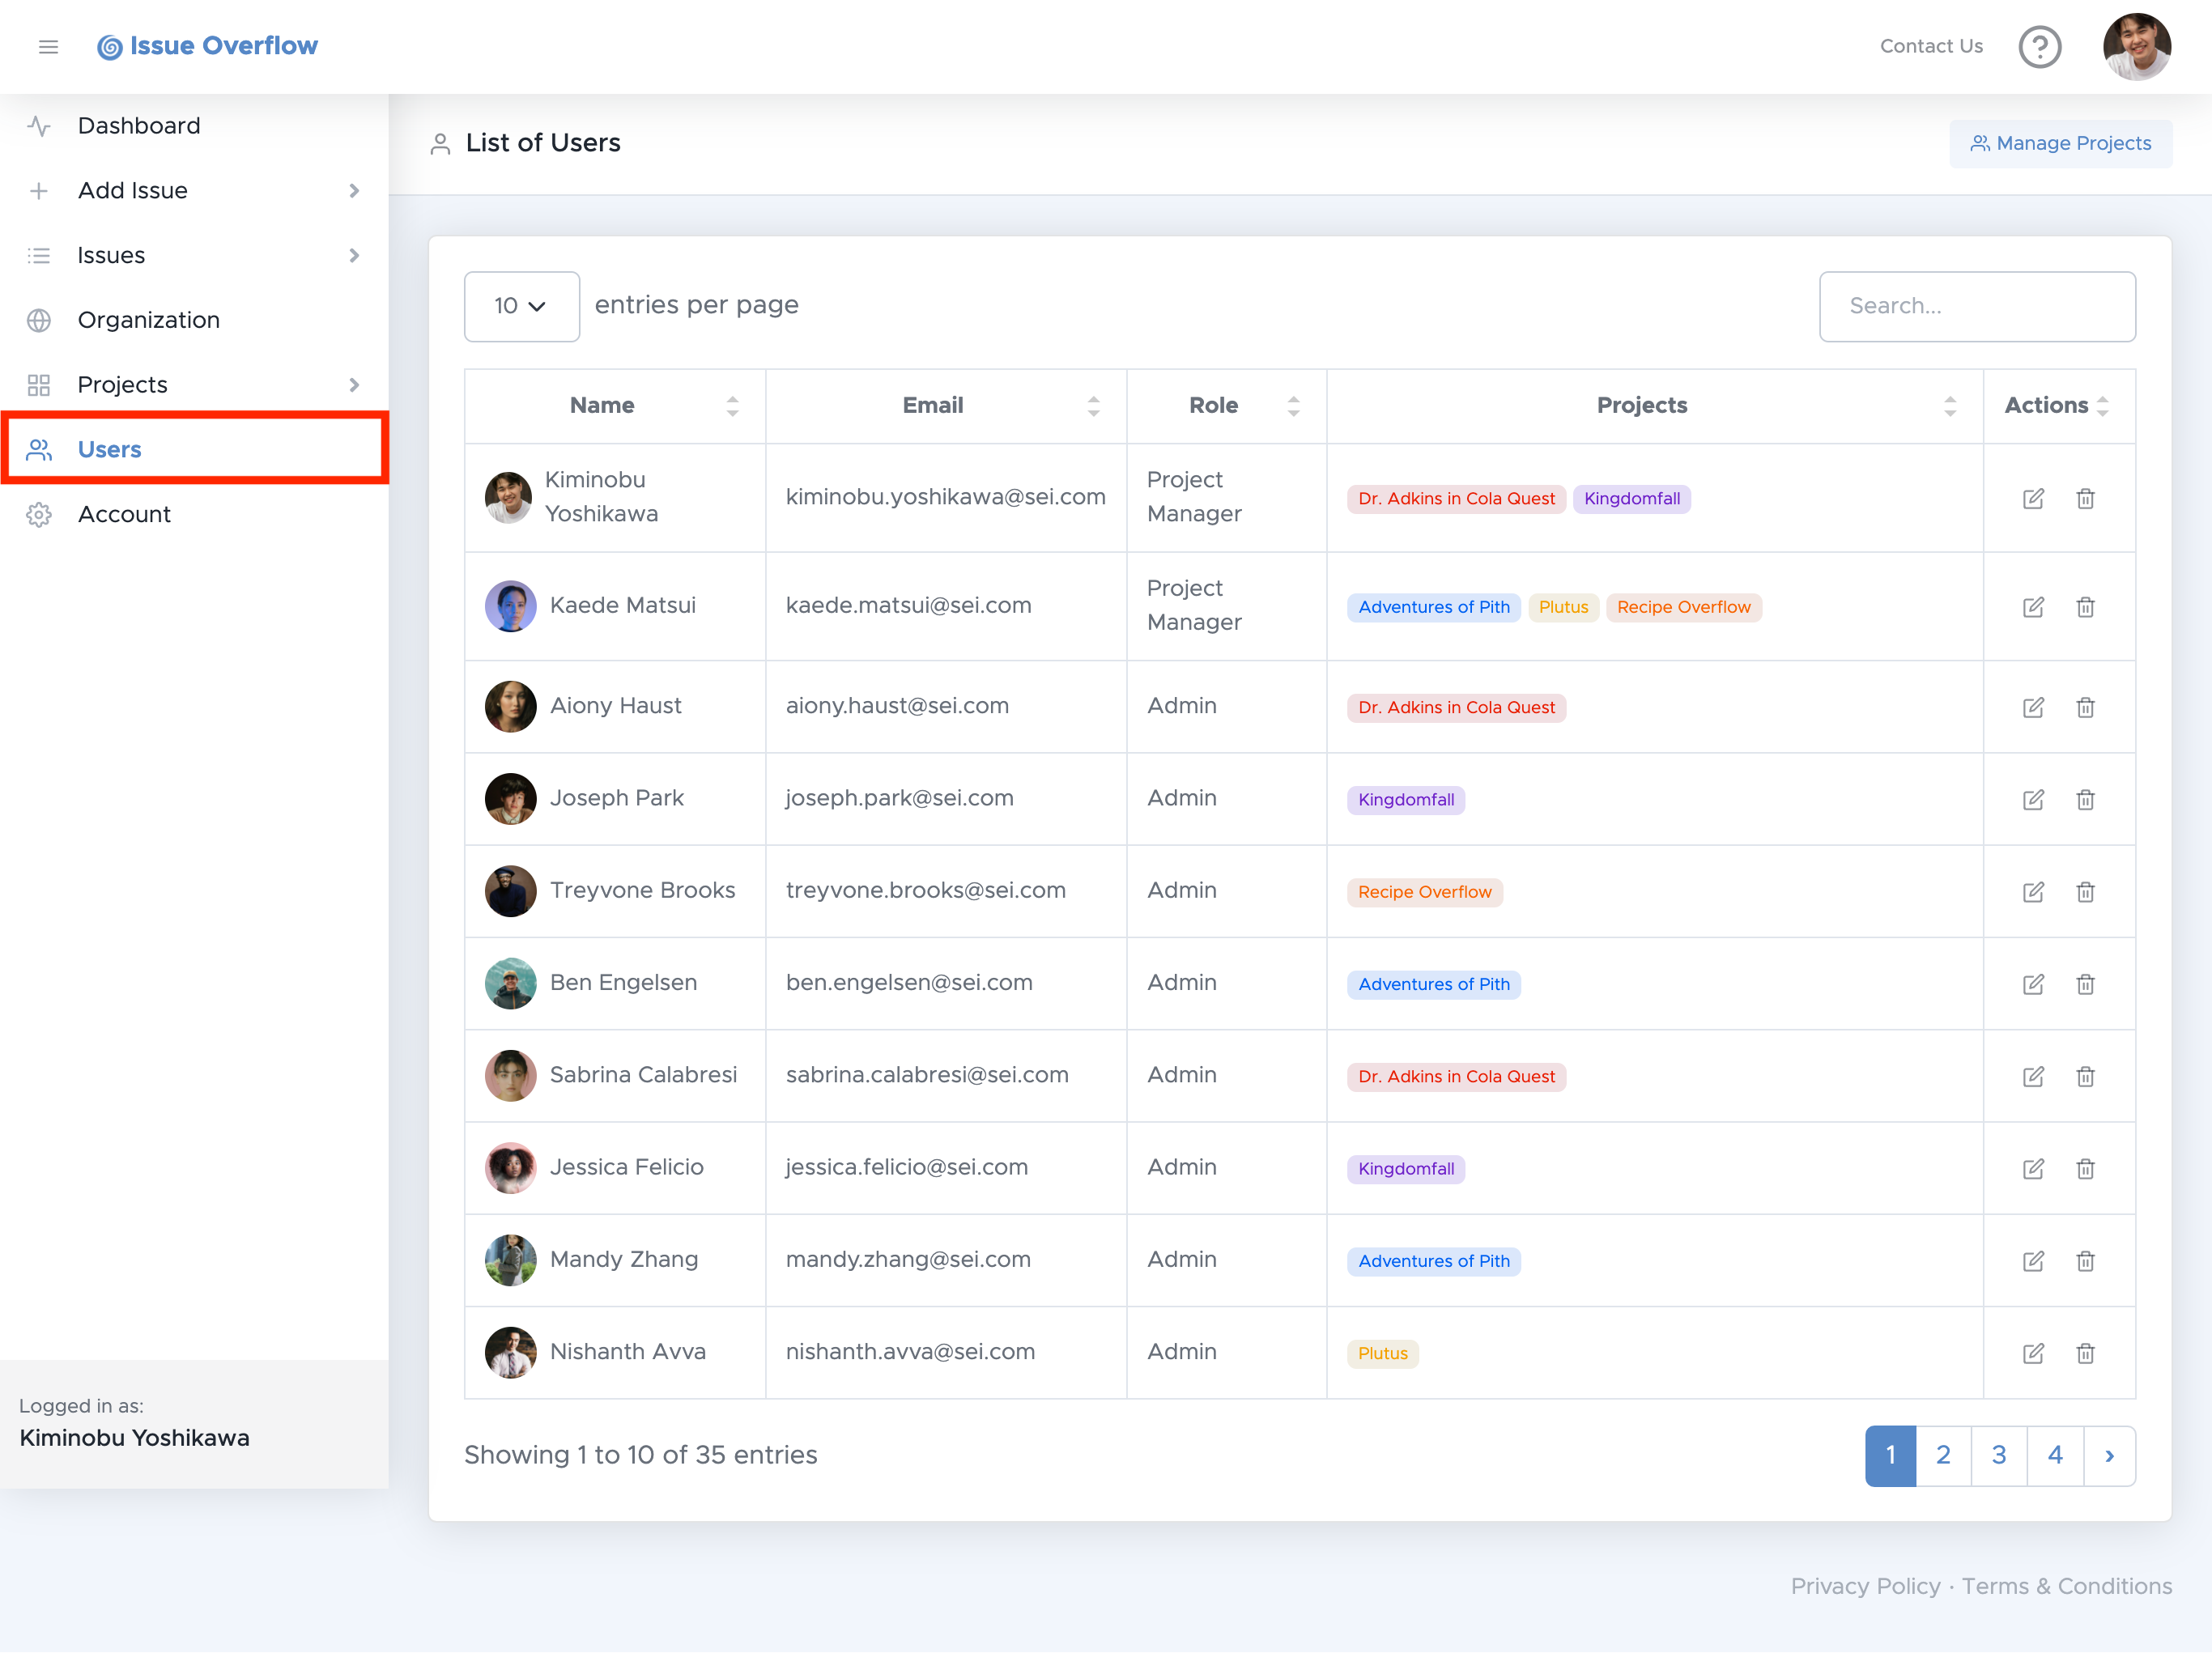 Issue Overflow
Contact Us
Dashboard
Add Issue
Issues
Organization
Projects
Users
Account
Logged in as:
Kiminobu Yoshikawa
List of Users
Manage Projects
10 entries per page
Search...
Name Email Role Projects Actions
Kiminobu Yoshikawa kiminobu.yoshikawa@sei.com Project Manager Dr. Adkins in Cola Quest Kingdomfall
Kaede Matsui kaede.matsui@sei.com Project Manager Adventures of Pith Plutus Recipe Overflow
Aiony Haust aiony.haust@sei.com Admin Dr. Adkins in Cola Quest
Joseph Park joseph.park@sei.com Admin Kingdomfall
Treyvone Brooks treyvone.brooks@sei.com Admin Recipe Overflow
Ben Engelsen ben.engelsen@sei.com Admin Adventures of Pith
Sabrina Calabresi sabrina.calabresi@sei.com Admin Dr. Adkins in Cola Quest
Jessica Felicio jessica.felicio@sei.com Admin Kingdomfall
Mandy Zhang mandy.zhang@sei.com Admin Adventures of Pith
Nishanth Avva nishanth.avva@sei.com Admin Plutus
Showing 1 to 10 of 35 entries
1 2 3 4 ›
Privacy Policy · Terms & Conditions